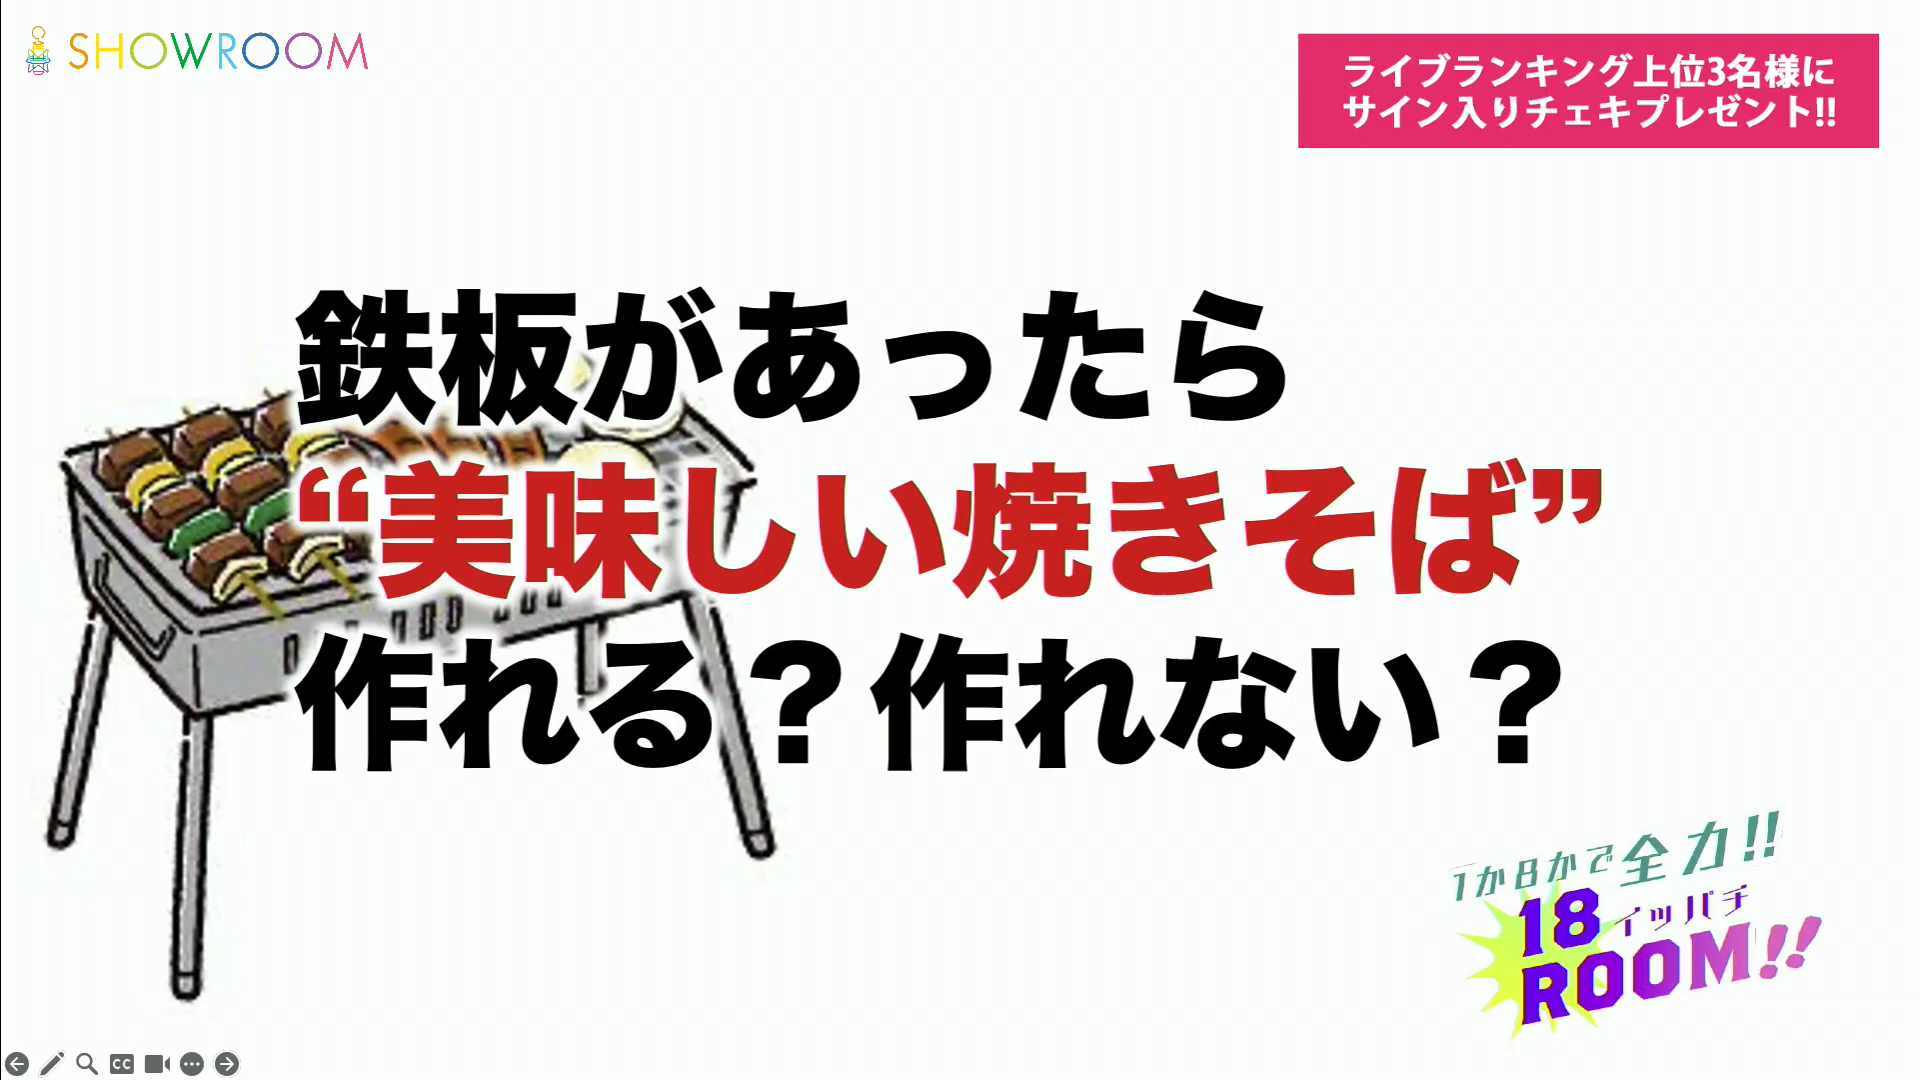 SHOWROOM
ライブランキング上位3名様に
サイン入りチェキプレゼント!!
鉄板があったら
“美味しい焼きそば”
作れる？作れない？
1か8かで全力!!
18イッパチ
ROOM!!
CC